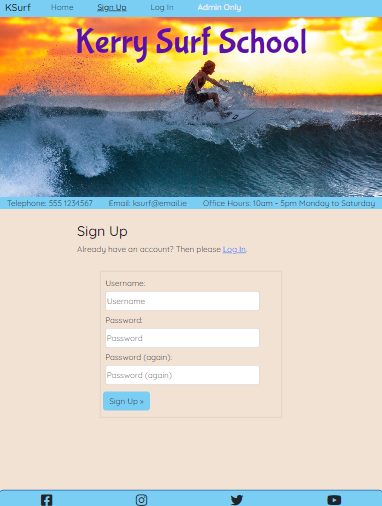 KSurf Home Sign Up Log In Admin Only
Kerry Surf School
Telephone: 555 1234567 Email: ksurf@email.ie Office Hours: 10am - 5pm Monday to Saturday
Sign Up
Already have an account? Then please Log In.
Username:
Username
Password:
Password
Password (again):
Password (again)
Sign Up »